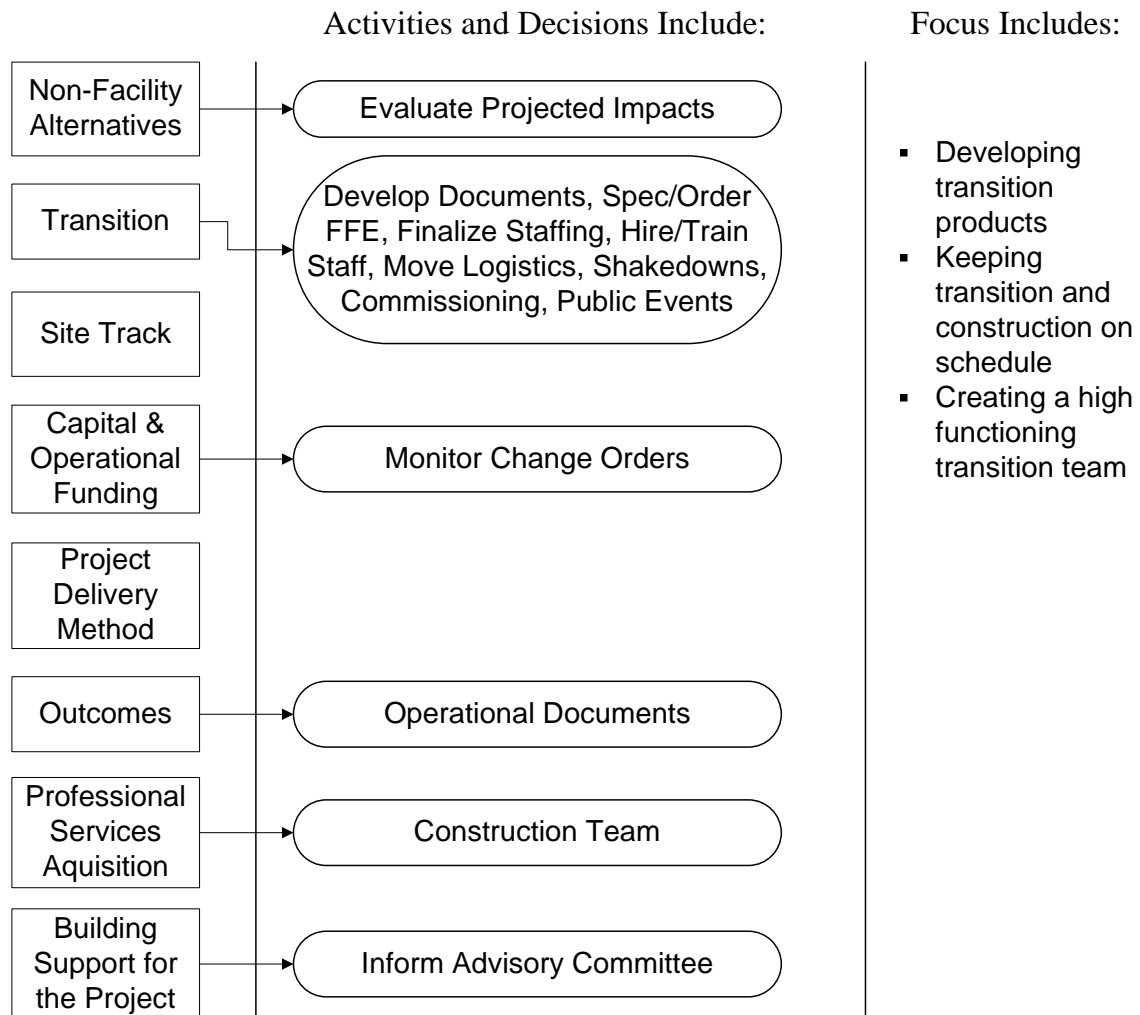 Activities and Decisions Include:
Focus Includes:
Non-Facility
Alternatives
Evaluate Projected Impacts
Transition
Develop Documents, Spec/Order
FFE, Finalize Staffing, Hire/Train
Staff, Move Logistics, Shakedowns,
Commissioning, Public Events
Site Track
Capital &
Operational
Funding
Monitor Change Orders
Project
Delivery
Method
Outcomes
Operational Documents
Professional
Services
Aquisition
Construction Team
Building
Support for
the Project
Inform Advisory Committee
▪ Developing
transition
products
▪ Keeping
transition and
construction on
schedule
▪ Creating a high
functioning
transition team